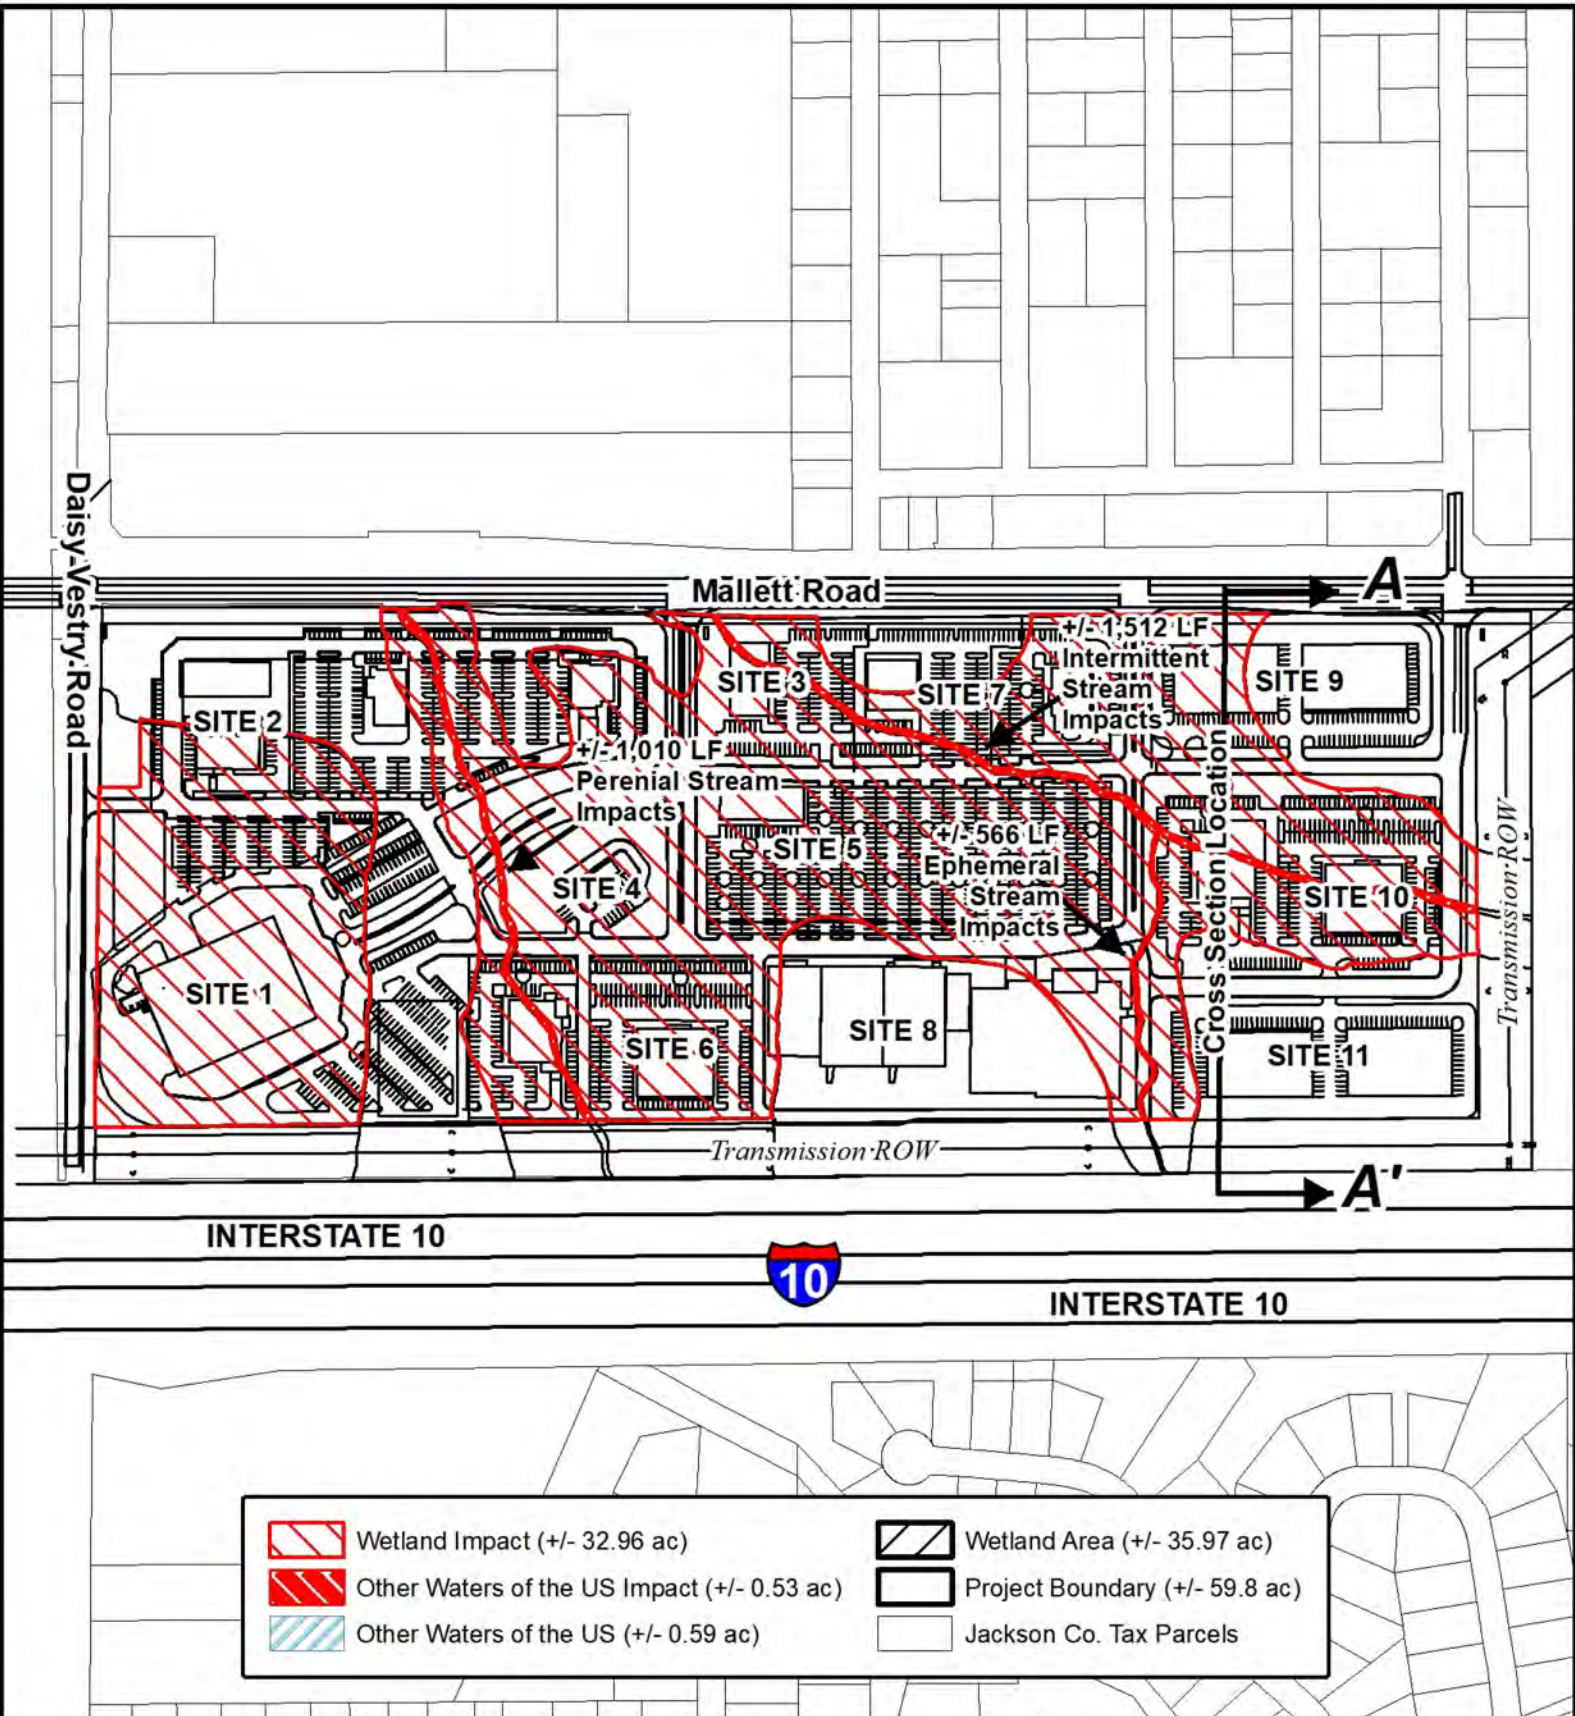 Daisy-Vestry Road
Mallett Road
A
+/- 1,512 LF
Intermittent
Stream
Impacts
SITE 3
SITE 7
SITE 9
SITE 2
+/- 1,010 LF
Perenial Stream
Impacts
Cross Section Location
Transmission ROW
+/- 566 LF
Ephemeral
Stream
Impacts
SITE 5
SITE 4
SITE 10
SITE 1
SITE 8
SITE 6
SITE 11
Transmission ROW
A'
INTERSTATE 10
10
INTERSTATE 10
Wetland Impact (+/- 32.96 ac)
Other Waters of the US Impact (+/- 0.53 ac)
Other Waters of the US (+/- 0.59 ac)
Wetland Area (+/- 35.97 ac)
Project Boundary (+/- 59.8 ac)
Jackson Co. Tax Parcels